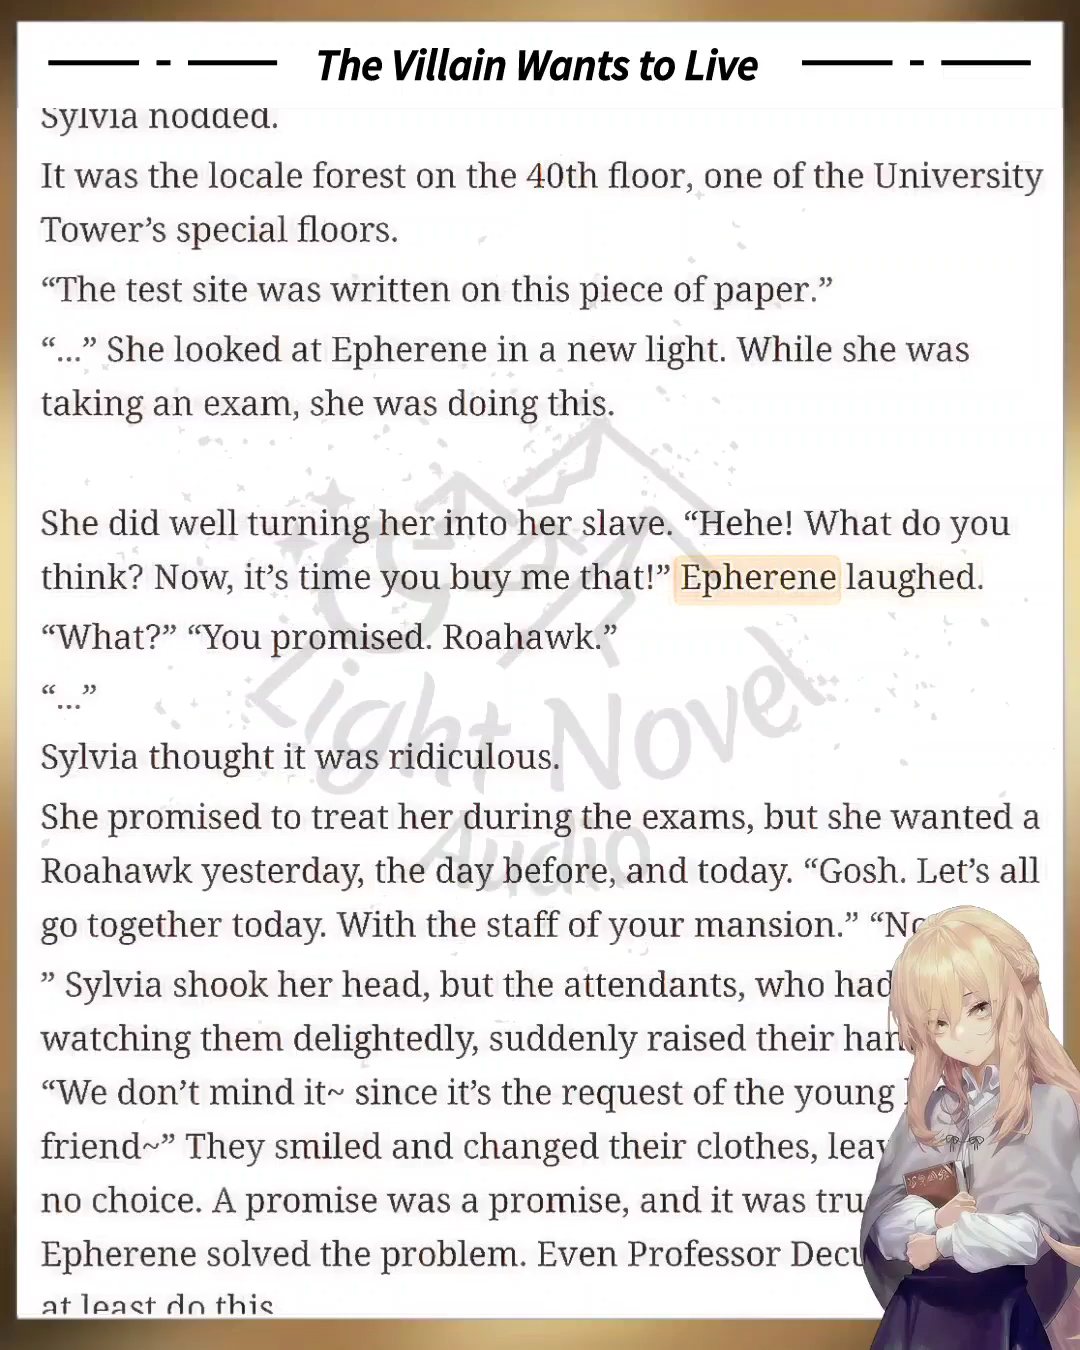 The Villain Wants to Live
Sylvia nodded.
It was the locale forest on the 40th floor, one of the University
Tower’s special floors.
“The test site was written on this piece of paper.”
“...” She looked at Epherene in a new light. While she was
taking an exam, she was doing this.
She did well turning her into her slave. “Hehe! What do you
think? Now, it’s time you buy me that!” Epherene laughed.
“What?” “You promised. Roahawk.”
“...”
Sylvia thought it was ridiculous.
She promised to treat her during the exams, but she wanted a
Roahawk yesterday, the day before, and today. “Gosh. Let’s all
go together today. With the staff of your mansion.”
” Sylvia shook her head, but the attendants, who had
watching them delightedly, suddenly raised their
“We don’t mind it~ since it’s the request of the young
friend~” They smiled and changed their clothes,
no choice. A promise was a promise, and it was
Epherene solved the problem. Even Professor
at least do this
Light Novel
Audio